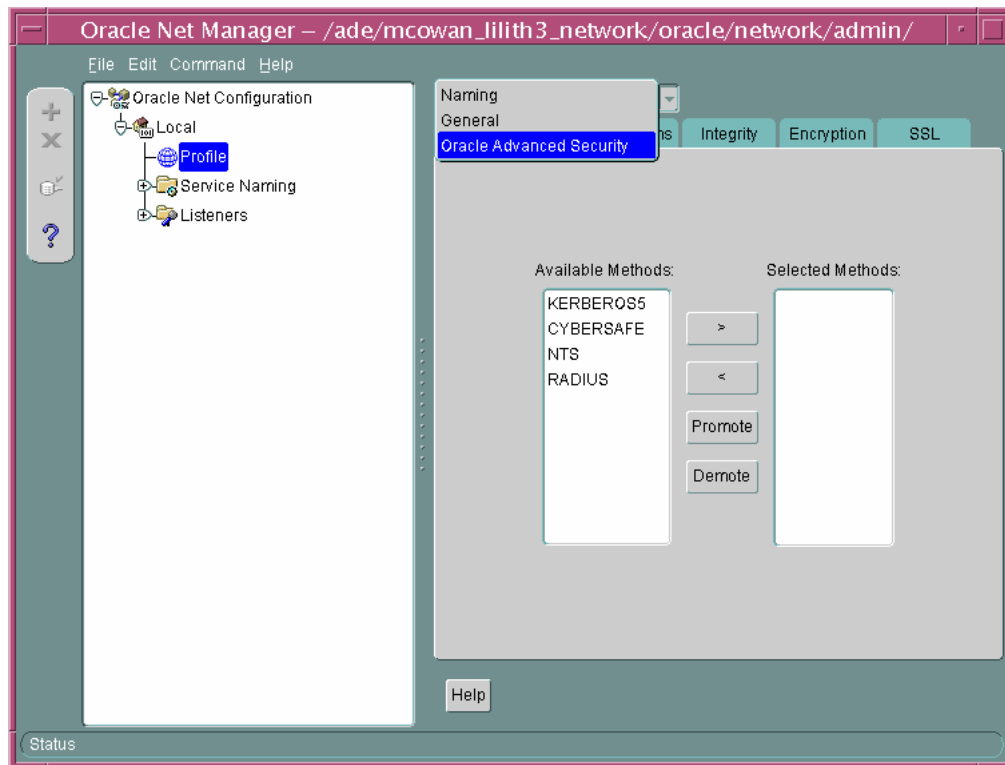 Oracle Net Manager – /ade/mcowan_lilith3_network/oracle/network/admin/
File Edit Command Help
Oracle Net Configuration
Local
Profile
Service Naming
Listeners
Naming
General
Oracle Advanced Security
Integrity Encryption SSL
Available Methods: Selected Methods:
KERBEROS5
CYBERSAFE
NTS
RADIUS
>
<
Promote
Demote
Help
Status